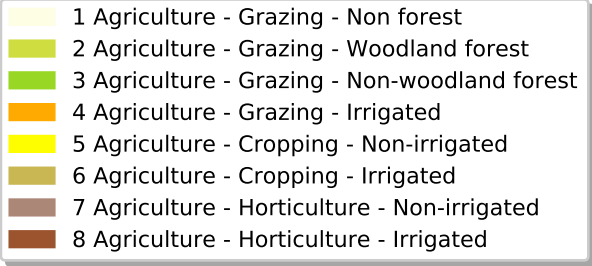 1 Agriculture - Grazing - Non forest
2 Agriculture - Grazing - Woodland forest
3 Agriculture - Grazing - Non-woodland forest
4 Agriculture - Grazing - Irrigated
5 Agriculture - Cropping - Non-irrigated
6 Agriculture - Cropping - Irrigated
7 Agriculture - Horticulture - Non-irrigated
8 Agriculture - Horticulture - Irrigated